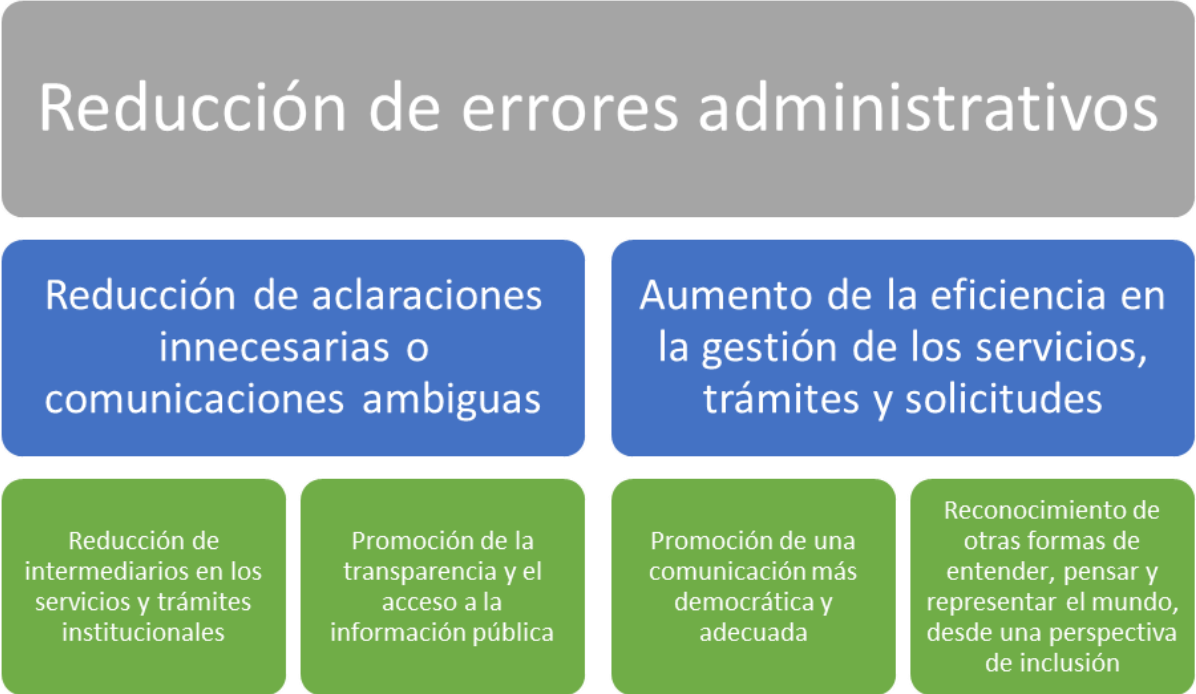 Reducción de errores administrativos
Reducción de aclaraciones
innecesarias o
comunicaciones ambiguas
Aumento de la eficiencia en
la gestión de los servicios,
trámites y solicitudes
Reducción de
intermediarios en los
servicios y trámites
institucionales
Promoción de la
transparencia y el
acceso a la
información pública
Promoción de una
comunicación más
democrática y
adecuada
Reconocimiento de
otras formas de
entender, pensar y
representar el mundo,
desde una perspectiva
de inclusión